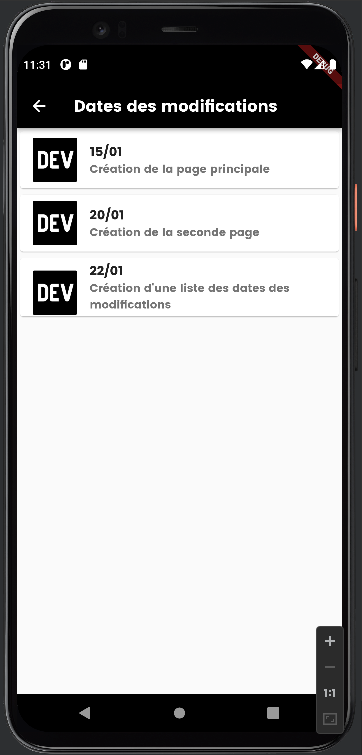 11:31
DEBUG
Dates des modifications
DEV
15/01
Création de la page principale
DEV
20/01
Création de la seconde page
DEV
22/01
Création d'une liste des dates des
modifications
1:1